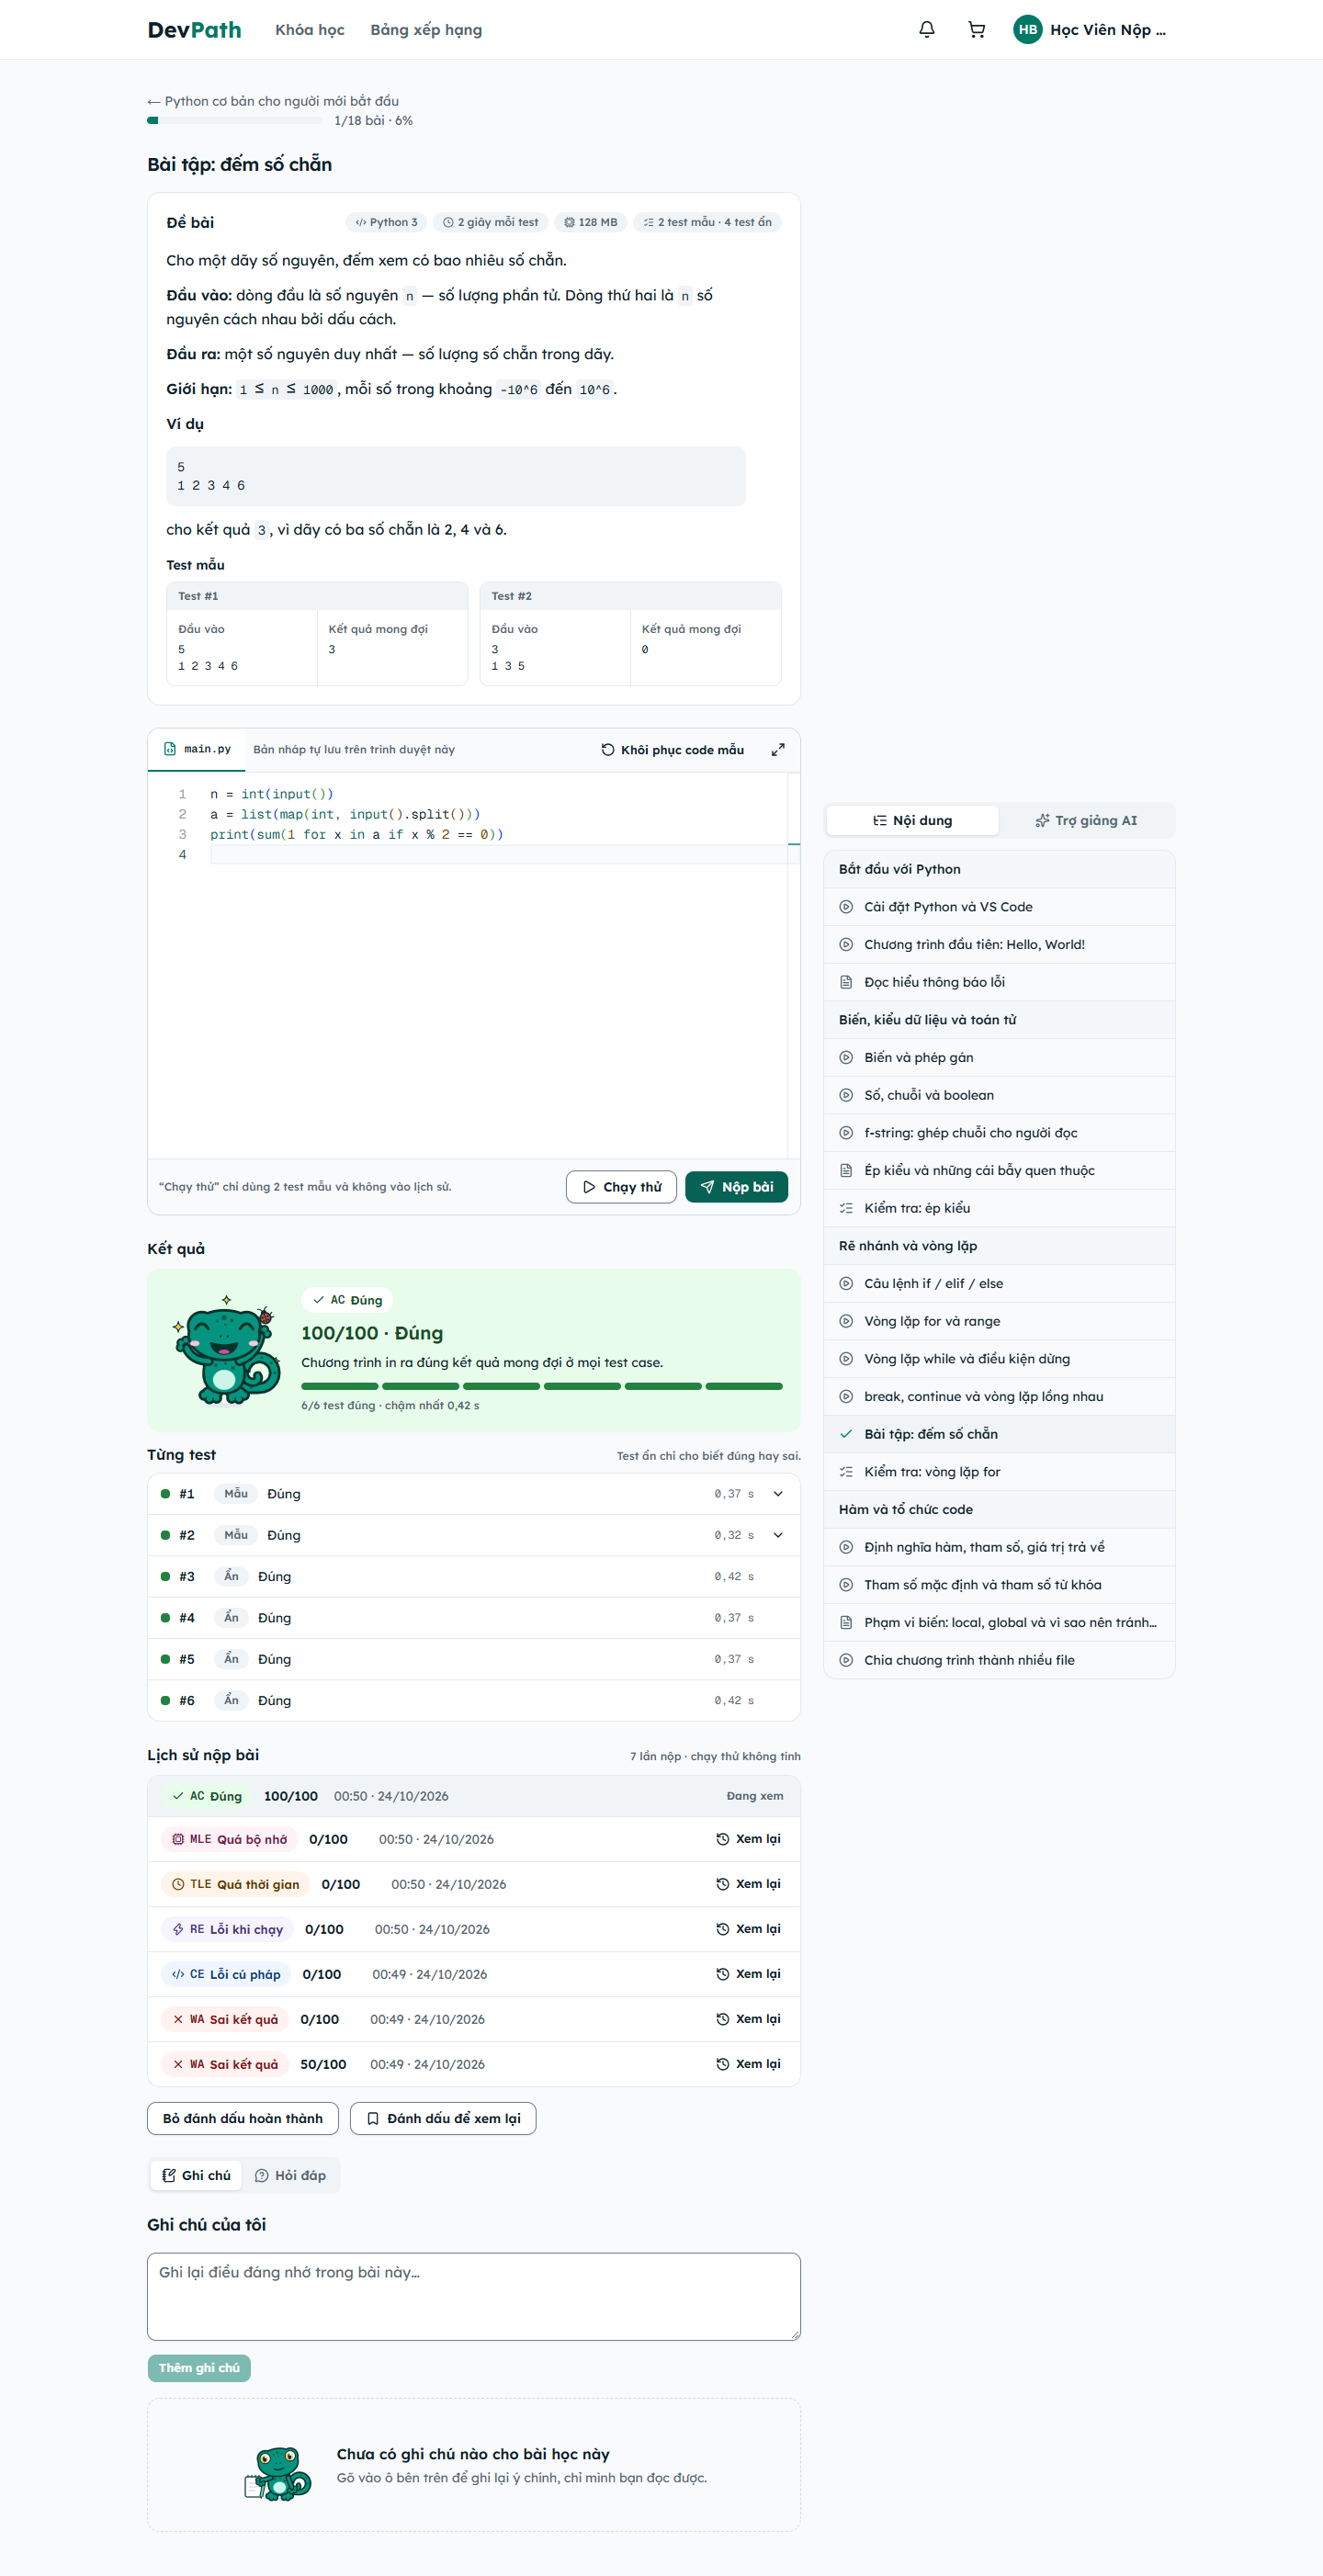 DevPath
Khóa học
Bảng xếp hạng
HB
Học Viên Nộp ...
← Python cơ bản cho người mới bắt đầu
1/18 bài · 6%
Bài tập: đếm số chẵn
Đề bài
Python 3
2 giây mỗi test
128 MB
2 test mẫu · 4 test ẩn
Cho một dãy số nguyên, đếm xem có bao nhiêu số chẵn.
Đầu vào: dòng đầu là số nguyên n — số lượng phần tử. Dòng thứ hai là n số
nguyên cách nhau bởi dấu cách.
Đầu ra: một số nguyên duy nhất — số lượng số chẵn trong dãy.
Giới hạn: 1 ≤ n ≤ 1000, mỗi số trong khoảng -10^6 đến 10^6.
Ví dụ
5
1 2 3 4 6
cho kết quả 3, vì dãy có ba số chẵn là 2, 4 và 6.
Test mẫu
Test #1
Đầu vào
5
1 2 3 4 6
Kết quả mong đợi
3
Test #2
Đầu vào
3
1 3 5
Kết quả mong đợi
0
main.py
Bản nháp tự lưu trên trình duyệt này
Khôi phục code mẫu
1 n = int(input())
2 a = list(map(int, input().split()))
3 print(sum(1 for x in a if x % 2 == 0))
4
“Chạy thử” chỉ dùng 2 test mẫu và không vào lịch sử.
Chạy thử
Nộp bài
Kết quả
AC Đúng
100/100 · Đúng
Chương trình in ra đúng kết quả mong đợi ở mọi test case.
6/6 test đúng · chậm nhất 0,42 s
Từng test
Test ẩn chỉ cho biết đúng hay sai.
#1 Mẫu Đúng 0,37 s
#2 Mẫu Đúng 0,32 s
#3 Ẩn Đúng 0,42 s
#4 Ẩn Đúng 0,37 s
#5 Ẩn Đúng 0,37 s
#6 Ẩn Đúng 0,42 s
Lịch sử nộp bài
7 lần nộp · chạy thử không tính
AC Đúng 100/100 00:50 · 24/10/2026 Đang xem
MLE Quá bộ nhớ 0/100 00:50 · 24/10/2026 Xem lại
TLE Quá thời gian 0/100 00:50 · 24/10/2026 Xem lại
RE Lỗi khi chạy 0/100 00:50 · 24/10/2026 Xem lại
CE Lỗi cú pháp 0/100 00:49 · 24/10/2026 Xem lại
WA Sai kết quả 0/100 00:49 · 24/10/2026 Xem lại
WA Sai kết quả 50/100 00:49 · 24/10/2026 Xem lại
Bỏ đánh dấu hoàn thành
Đánh dấu để xem lại
Ghi chú
Hỏi đáp
Ghi chú của tôi
Ghi lại điều đáng nhớ trong bài này...
Thêm ghi chú
Chưa có ghi chú nào cho bài học này
Gõ vào ô bên trên để ghi lại ý chính, chỉ mình bạn đọc được.
Nội dung
Trợ giảng AI
Bắt đầu với Python
Cài đặt Python và VS Code
Chương trình đầu tiên: Hello, World!
Đọc hiểu thông báo lỗi
Biến, kiểu dữ liệu và toán tử
Biến và phép gán
Số, chuỗi và boolean
f-string: ghép chuỗi cho người đọc
Ép kiểu và những cái bẫy quen thuộc
Kiểm tra: ép kiểu
Rẽ nhánh và vòng lặp
Câu lệnh if / elif / else
Vòng lặp for và range
Vòng lặp while và điều kiện dừng
break, continue và vòng lặp lồng nhau
Bài tập: đếm số chẵn
Kiểm tra: vòng lặp for
Hàm và tổ chức code
Định nghĩa hàm, tham số, giá trị trả về
Tham số mặc định và tham số từ khóa
Phạm vi biến: local, global và vì sao nên tránh...
Chia chương trình thành nhiều file